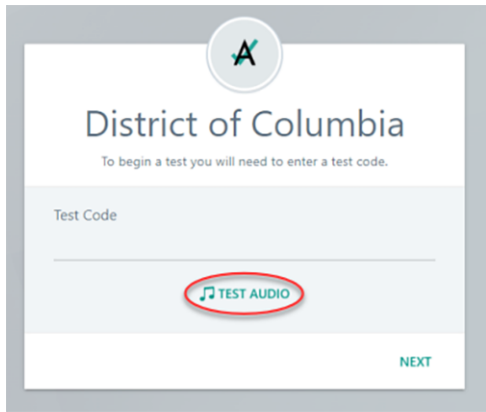 District of Columbia
To begin a test you will need to enter a test code.
Test Code
TEST AUDIO
NEXT